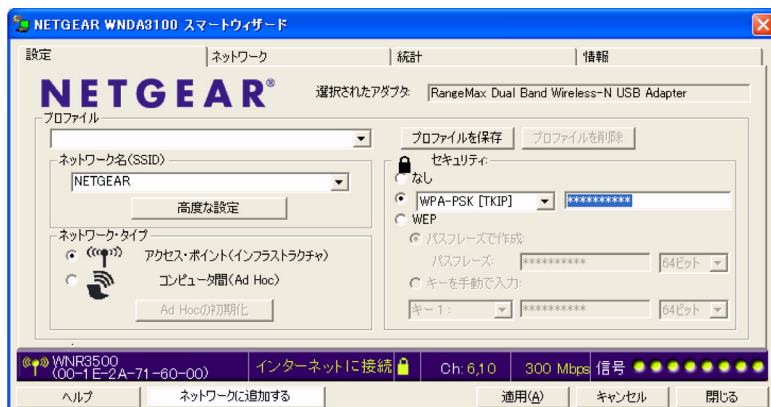 NETGEAR WNDA3100 スマートウィザード
設定 ネットワーク 統計 情報
NETGEAR® 選択されたアダプタ: RangeMax Dual Band Wireless-N USB Adapter
プロファイル
プロファイルを保存 プロファイルを削除
ネットワーク名(SSID)
NETGEAR
高度な設定
セキュリティ:
なし
WPA-PSK [TKIP] **********
WEP
パスフレーズで作成:
パスフレーズ: ********** 64ビット
キーを手動で入力:
キー1: ********** 64ビット
ネットワーク・タイプ
アクセス・ポイント(インフラストラクチャ)
コンピュータ間(Ad Hoc)
Ad Hocの初期化
WNR3500
(00-1E-2A-71-60-00) インターネットに接続 Ch: 6,10 300 Mbps 信号
ヘルプ ネットワークに追加する 適用(A) キャンセル 閉じる